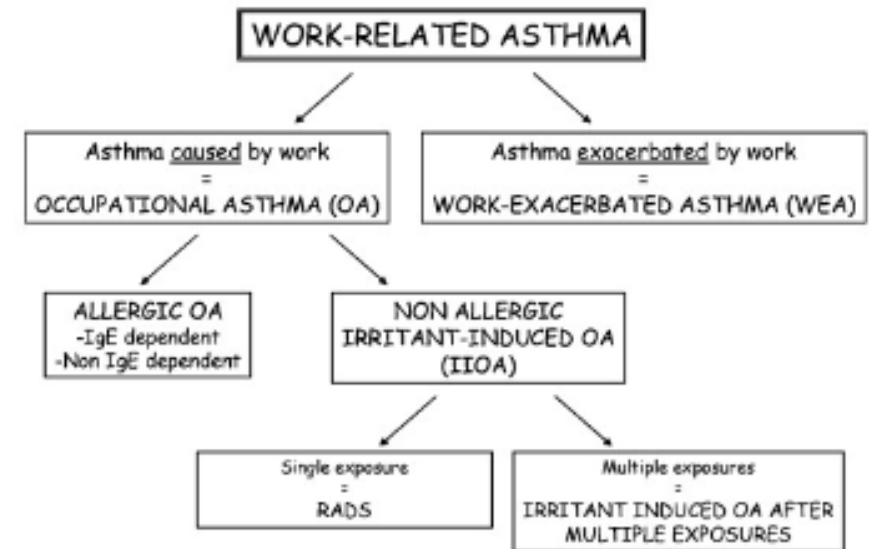 WORK-RELATED ASTHMA
Asthma caused by work
=
OCCUPATIONAL ASTHMA (OA)
Asthma exacerbated by work
=
WORK-EXACERBATED ASTHMA (WEA)
ALLERGIC OA
-IgE dependent
-Non IgE dependent
NON ALLERGIC
IRRITANT-INDUCED OA
(IIOA)
Single exposure
=
RADS
Multiple exposures
=
IRRITANT INDUCED OA AFTER
MULTIPLE EXPOSURES